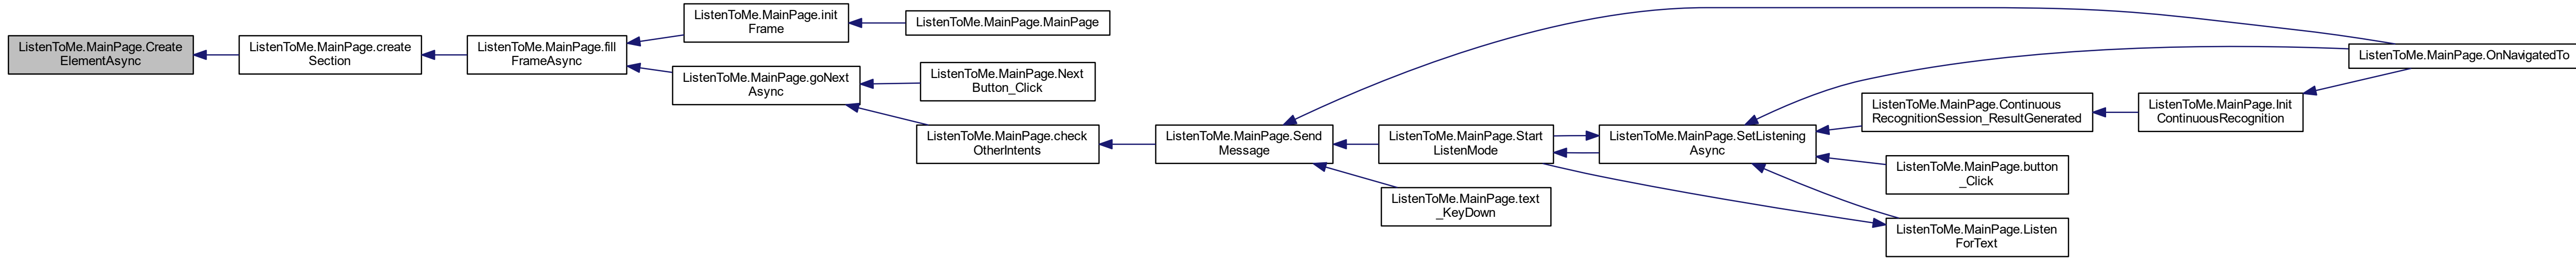 ListenToMe.MainPage.Create
ElementAsync
ListenToMe.MainPage.create
Section
ListenToMe.MainPage.fill
FrameAsync
ListenToMe.MainPage.init
Frame
ListenToMe.MainPage.MainPage
ListenToMe.MainPage.goNext
Async
ListenToMe.MainPage.Next
Button_Click
ListenToMe.MainPage.check
OtherIntents
ListenToMe.MainPage.Send
Message
ListenToMe.MainPage.Start
ListenMode
ListenToMe.MainPage.text
_KeyDown
ListenToMe.MainPage.SetListening
Async
ListenToMe.MainPage.Continuous
RecognitionSession_ResultGenerated
ListenToMe.MainPage.button
_Click
ListenToMe.MainPage.Listen
ForText
ListenToMe.MainPage.Init
ContinuousRecognition
ListenToMe.MainPage.OnNavigatedTo